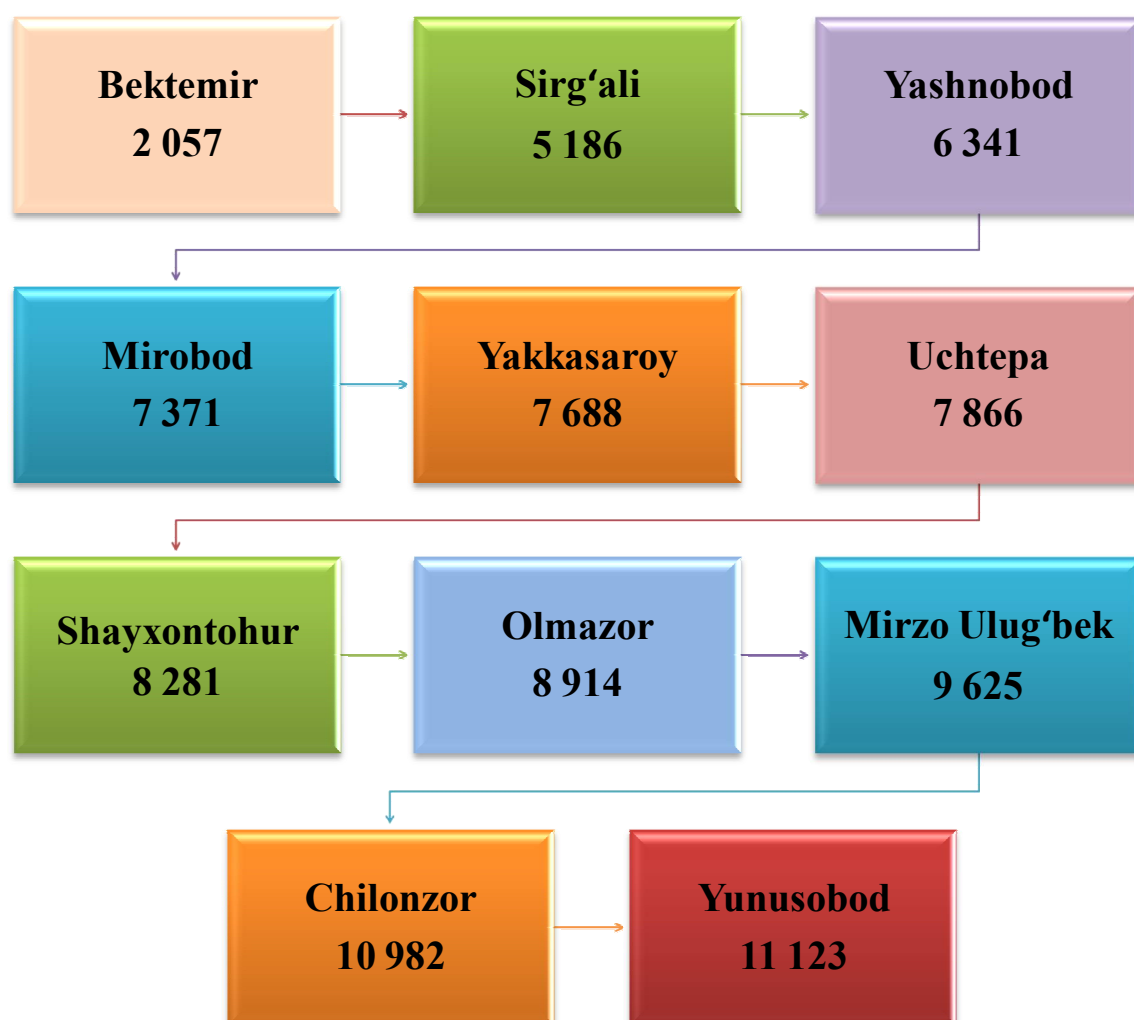 Bektemir
2 057
Sirg‘ali
5 186
Yashnobod
6 341
Mirobod
7 371
Yakkasaroy
7 688
Uchtepa
7 866
Shayxontohur
8 281
Olmazor
8 914
Mirzo Ulug‘bek
9 625
Chilonzor
10 982
Yunusobod
11 123